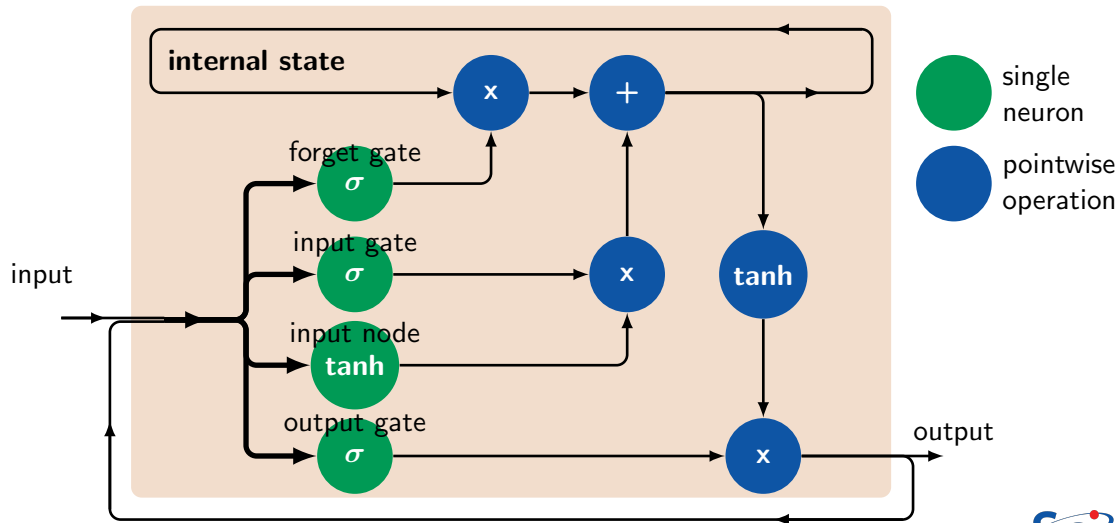 internal state
x
+
single
neuron
forget gate
σ
pointwise
operation
input gate
σ
x
tanh
input
input node
tanh
output gate
σ
x
output